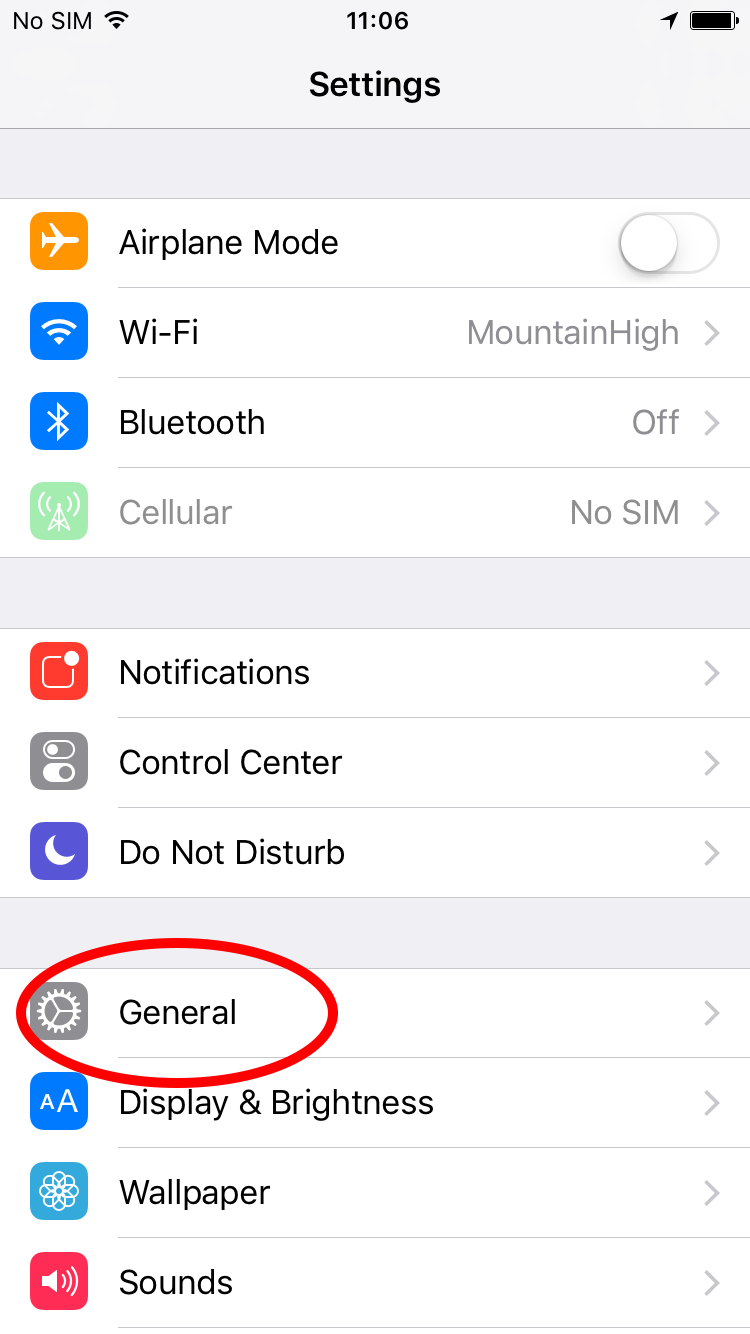 No SIM 11:06
Settings
Airplane Mode
Wi-Fi MountainHigh
Bluetooth Off
Cellular No SIM
Notifications
Control Center
Do Not Disturb
General
AA Display & Brightness
Wallpaper
Sounds